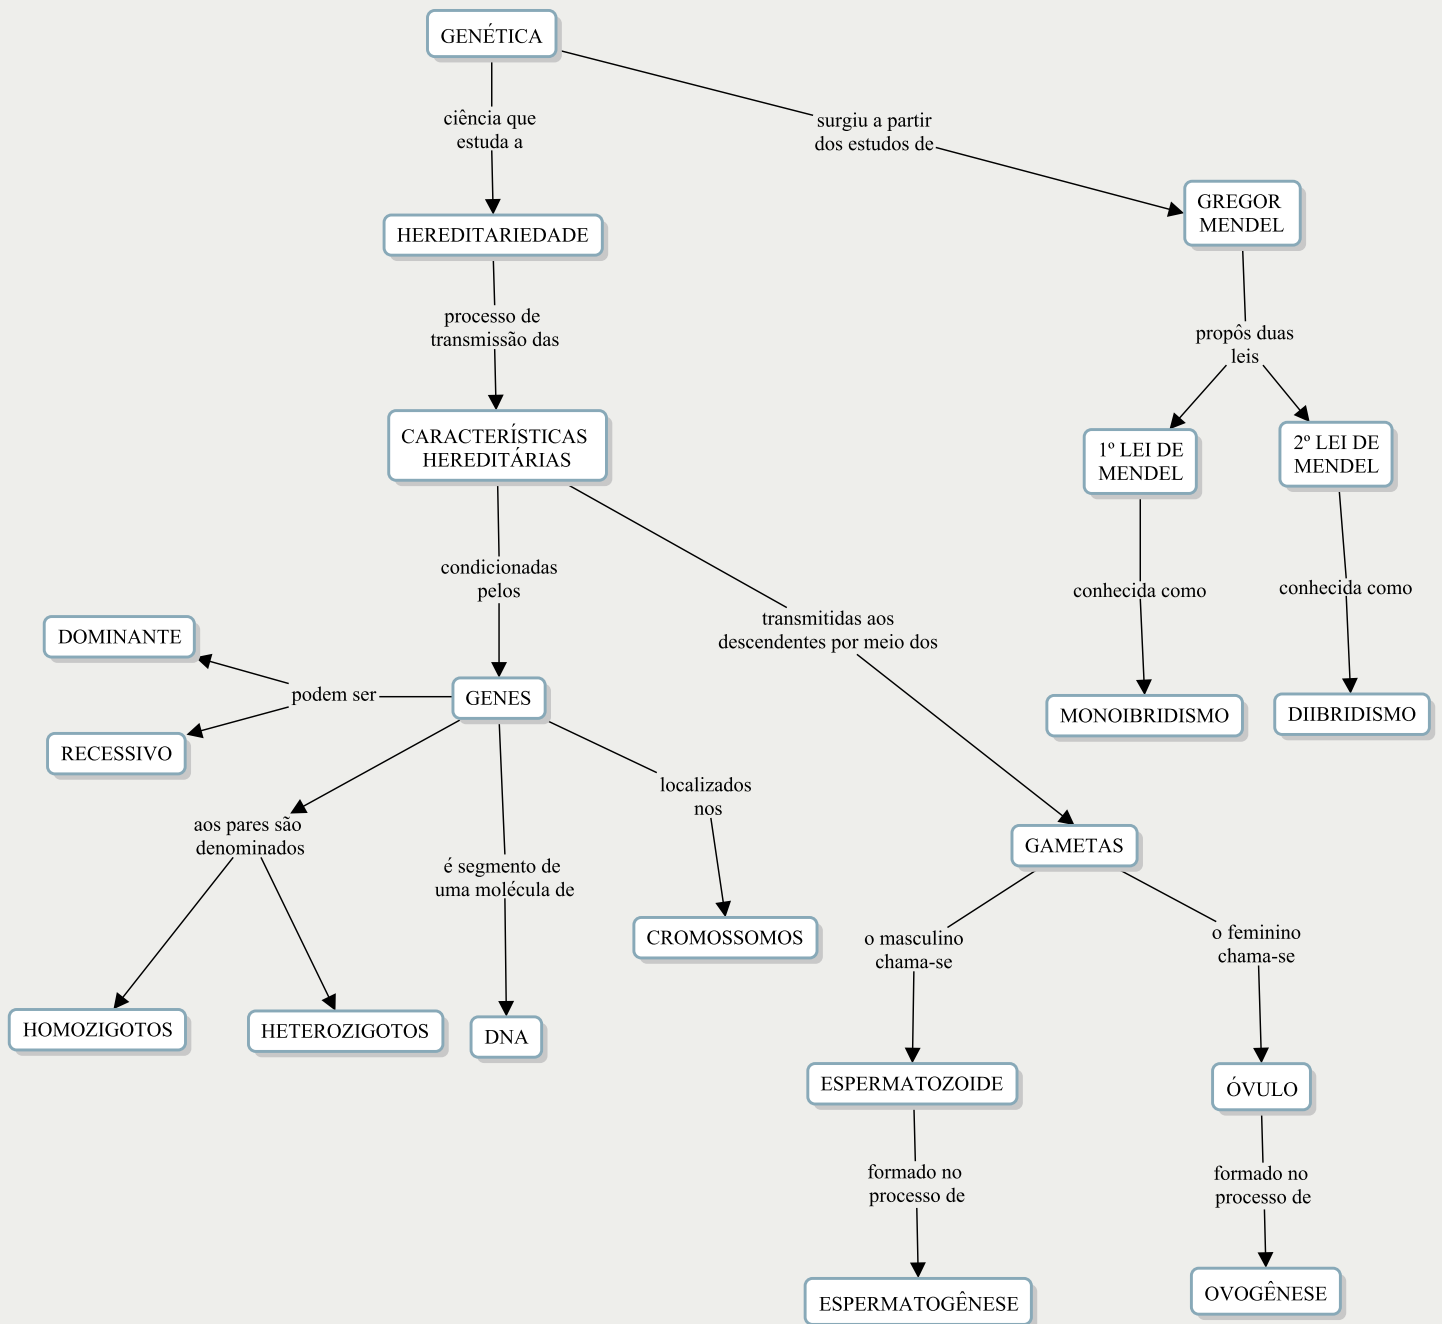 GENÉTICA
ciência que
estuda a
surgiu a partir
dos estudos de
GREGOR
MENDEL
HEREDITARIEDADE
processo de
transmissão das
propôs duas
leis
CARACTERÍSTICAS
HEREDITÁRIAS
1º LEI DE
MENDEL
2º LEI DE
MENDEL
condicionadas
pelos
conhecida como
conhecida como
transmitidas aos
descendentes por meio dos
DOMINANTE
podem ser
GENES
RECESSIVO
MONOIBRIDISMO
DIIBRIDISMO
localizados
nos
aos pares são
denominados
é segmento de
uma molécula de
GAMETAS
CROMOSSOMOS
o masculino
chama-se
o feminino
chama-se
HOMOZIGOTOS
HETEROZIGOTOS
DNA
ESPERMATOZOIDE
ÓVULO
formado no
processo de
formado no
processo de
ESPERMATOGÊNESE
OVOGÊNESE